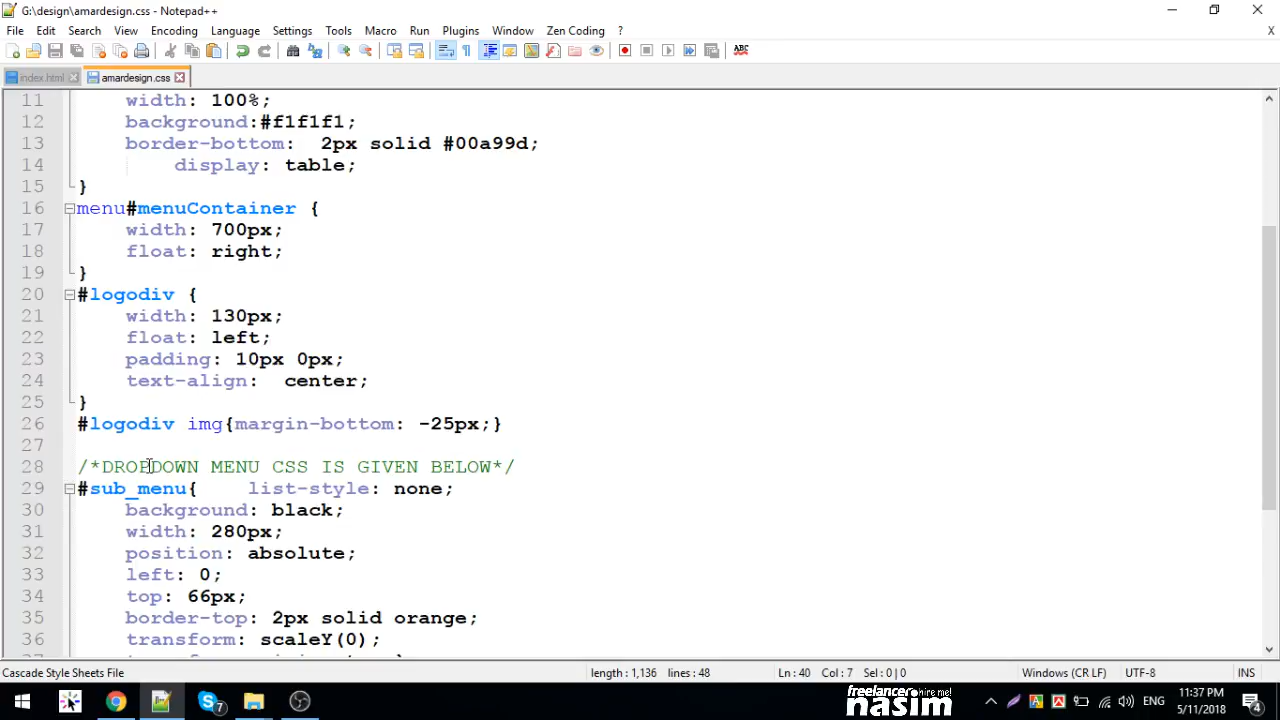 G:\design\amardesign.css - Notepad++
File Edit Search View Encoding Language Settings Tools Macro Run Plugins Window Zen Coding ? X
ABC
index.html amardesign.css
11 width: 100%;
12 background:#f1f1f1;
13 border-bottom: 2px solid #00a99d;
14 display: table;
15 }
16 menu#menuContainer {
17 width: 700px;
18 float: right;
19 }
20 #logodiv {
21 width: 130px;
22 float: left;
23 padding: 10px 0px;
24 text-align: center;
25 }
26 #logodiv img{margin-bottom: -25px;}
27
28 /*DROPDOWN MENU CSS IS GIVEN BELOW*/
29 #sub_menu{ list-style: none;
30 background: black;
31 width: 280px;
32 position: absolute;
33 left: 0;
34 top: 66px;
35 border-top: 2px solid orange;
36 transform: scaleY(0);
Cascade Style Sheets File length : 1,136 lines : 48 Ln : 40 Col : 7 Sel : 0 | 0 Windows (CR LF) UTF-8 INS
7 freelancer hire me! nasim ENG 11:37 PM 4
5/11/2018